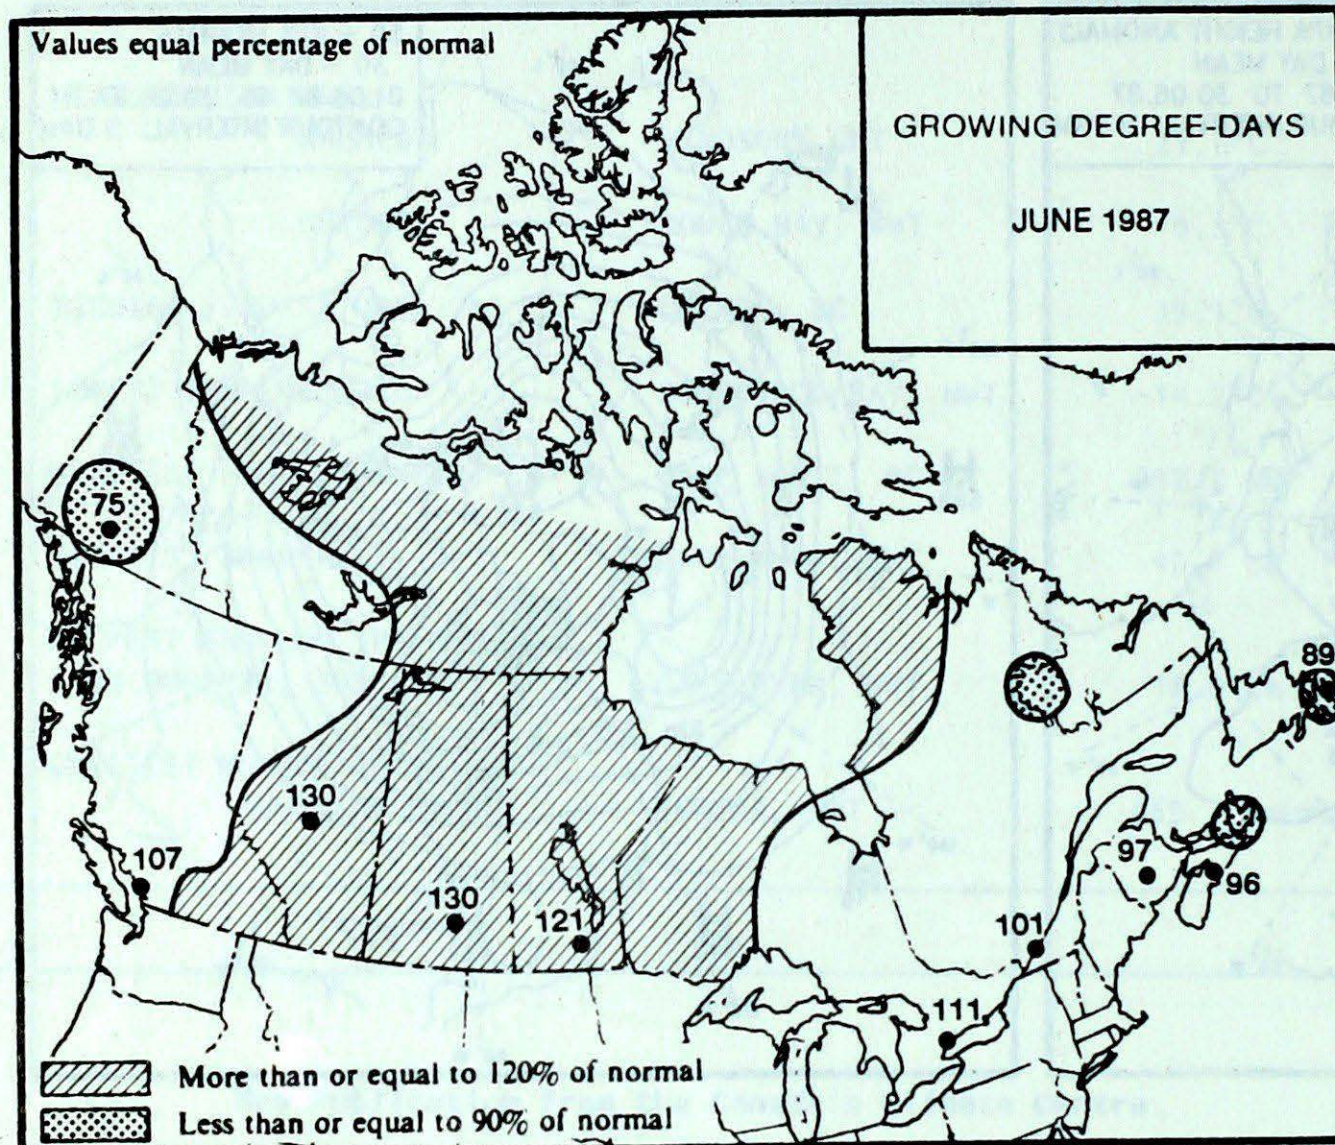 Values equal percentage of normal
GROWING DEGREE-DAYS
JUNE 1987
75
89
130
107
97
130
96
121
101
111
More than or equal to 120% of normal
Less than or equal to 90% of normal